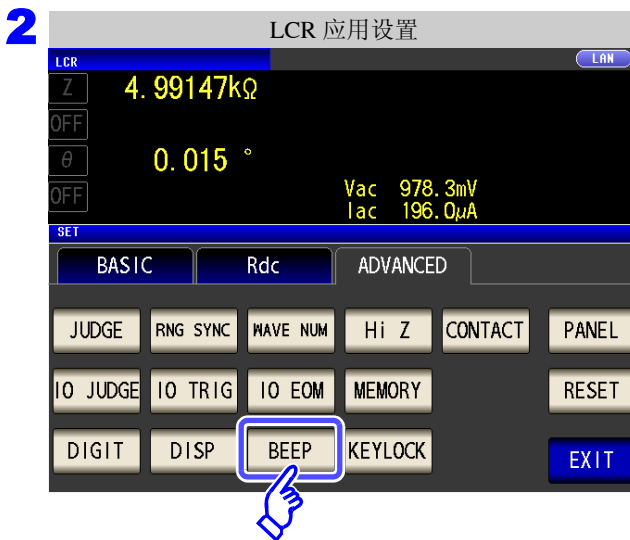 2
LCR 应用设置
LCR LAN
Z 4.99147kΩ
OFF
θ 0.015 °
OFF Vac 978.3mV
Iac 196.0μA
SET
BASIC Rdc ADVANCED
JUDGE RNG SYNC WAVE NUM Hi Z CONTACT PANEL
IO JUDGE IO TRIG IO EOM MEMORY RESET
DIGIT DISP BEEP KEYLOCK EXIT